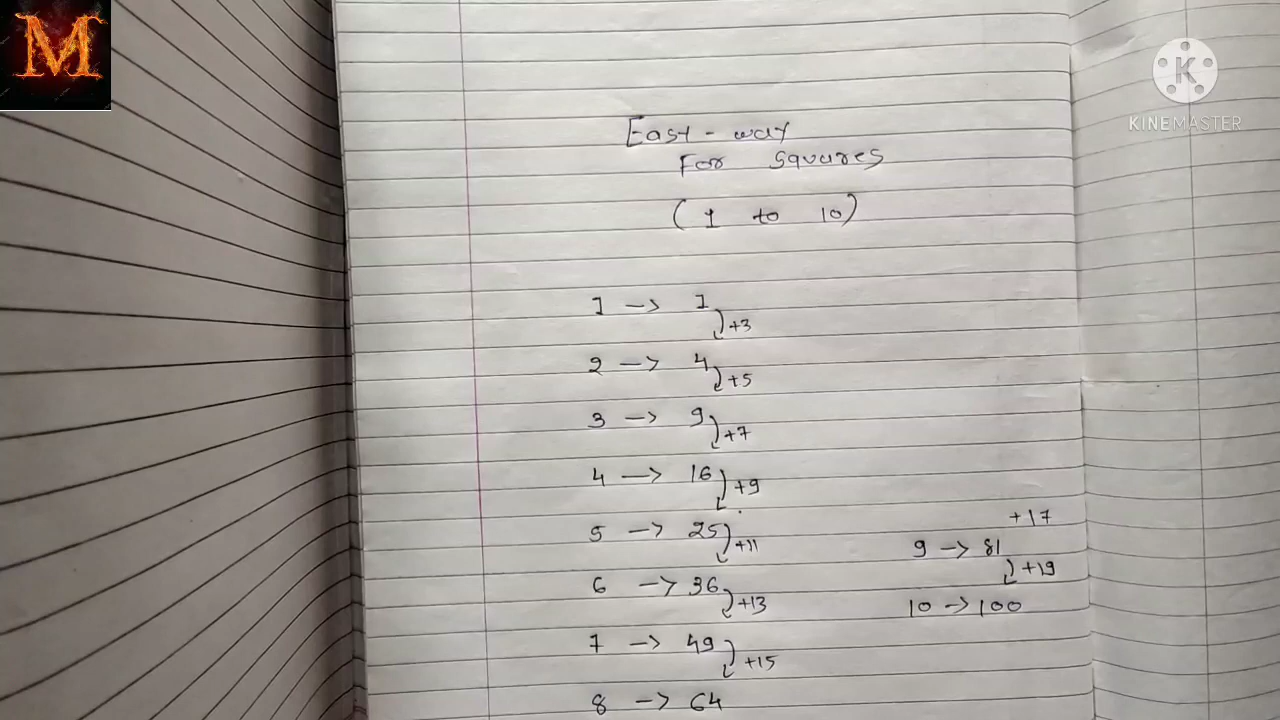 M
K
KINEMASTER
Easy - way
For squares
(1 to 10)
1 -> 1
+3
2 -> 4
+5
3 -> 9
+7
4 -> 16
+9
5 -> 25
+11
6 -> 36
+13
7 -> 49
+15
8 -> 64
+17
9 -> 81
+19
10 -> 100